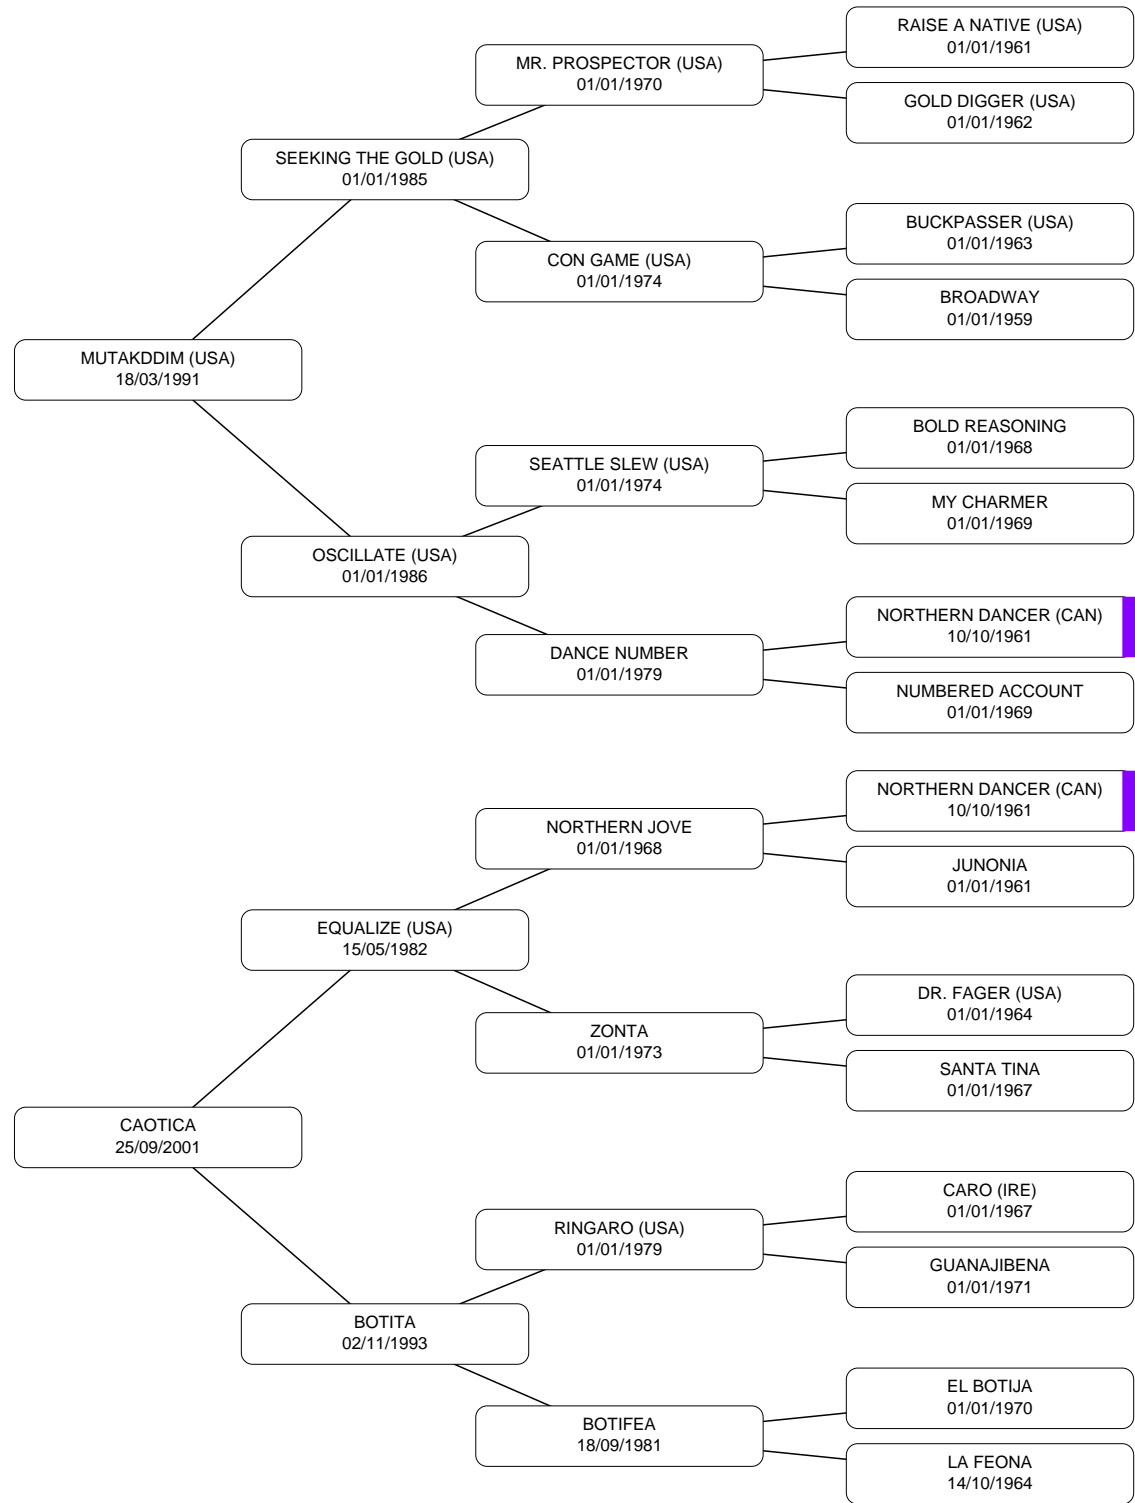 RAISE A NATIVE (USA)
01/01/1961
MR. PROSPECTOR (USA)
01/01/1970
GOLD DIGGER (USA)
01/01/1962
SEEKING THE GOLD (USA)
01/01/1985
BUCKPASSER (USA)
01/01/1963
CON GAME (USA)
01/01/1974
BROADWAY
01/01/1959
MUTAKDDIM (USA)
18/03/1991
BOLD REASONING
01/01/1968
SEATTLE SLEW (USA)
01/01/1974
MY CHARMER
01/01/1969
OSCILLATE (USA)
01/01/1986
NORTHERN DANCER (CAN)
10/10/1961
DANCE NUMBER
01/01/1979
NUMBERED ACCOUNT
01/01/1969
NORTHERN DANCER (CAN)
10/10/1961
NORTHERN JOVE
01/01/1968
JUNONIA
01/01/1961
EQUALIZE (USA)
15/05/1982
DR. FAGER (USA)
01/01/1964
ZONTA
01/01/1973
SANTA TINA
01/01/1967
CAOTICA
25/09/2001
CARO (IRE)
01/01/1967
RINGARO (USA)
01/01/1979
GUANAJIBENA
01/01/1971
BOTITA
02/11/1993
EL BOTIJA
01/01/1970
BOTIFEA
18/09/1981
LA FEONA
14/10/1964